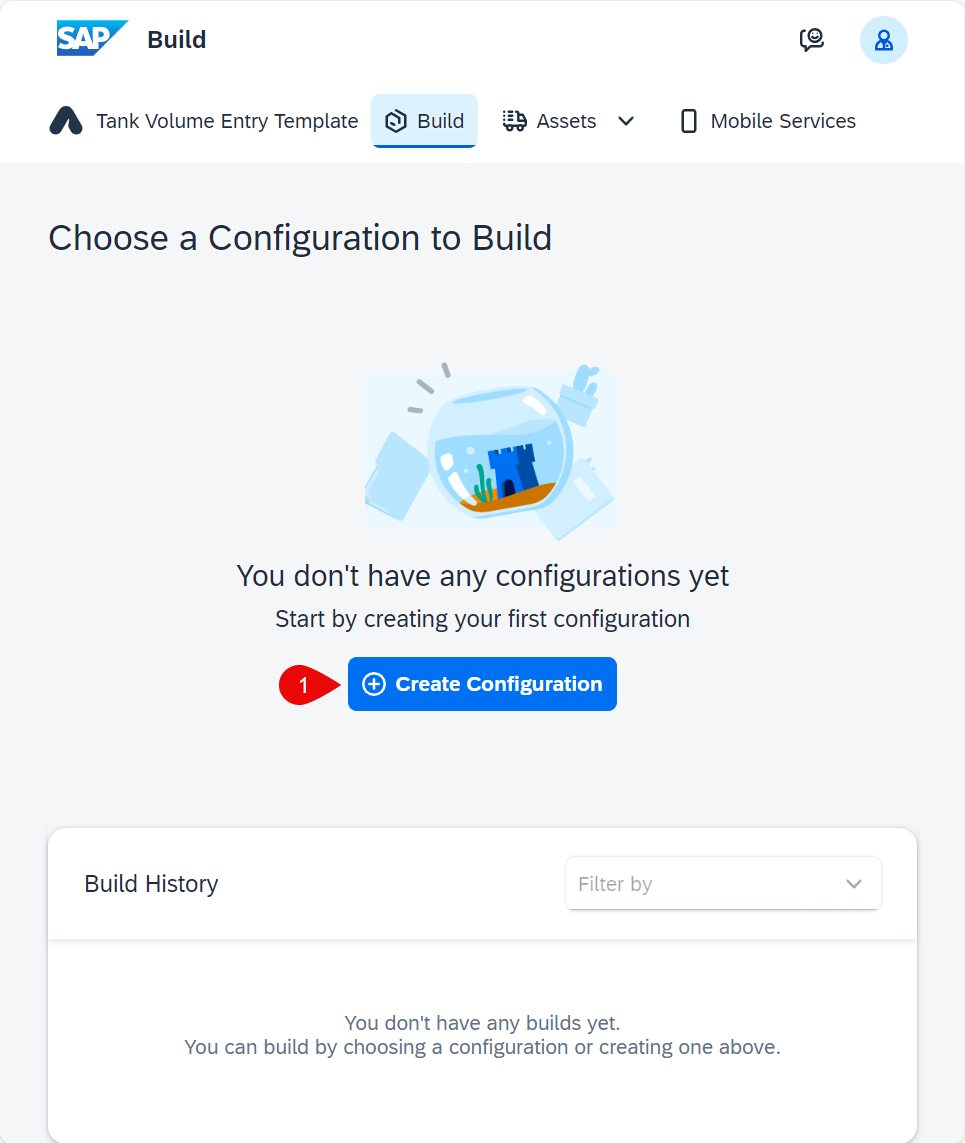 SAP Build
Tank Volume Entry Template Build Assets Mobile Services
Choose a Configuration to Build
You don't have any configurations yet
Start by creating your first configuration
1 Create Configuration
Build History Filter by
You don't have any builds yet.
You can build by choosing a configuration or creating one above.